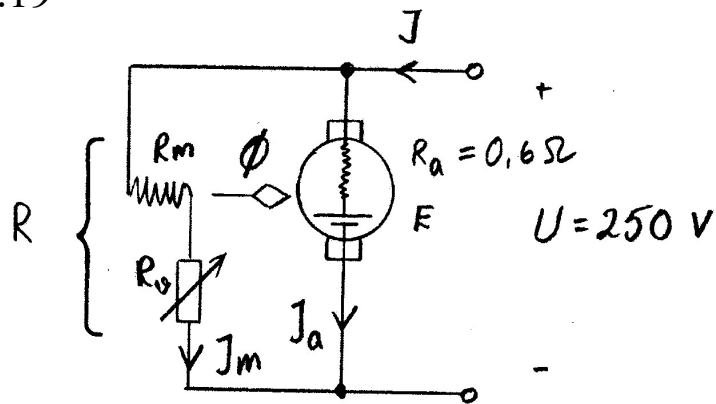 .19
J
+
Rm
ϕ
Ra = 0,6 Ω
R
E
U = 250 V
Rv
Jm
Ja
-